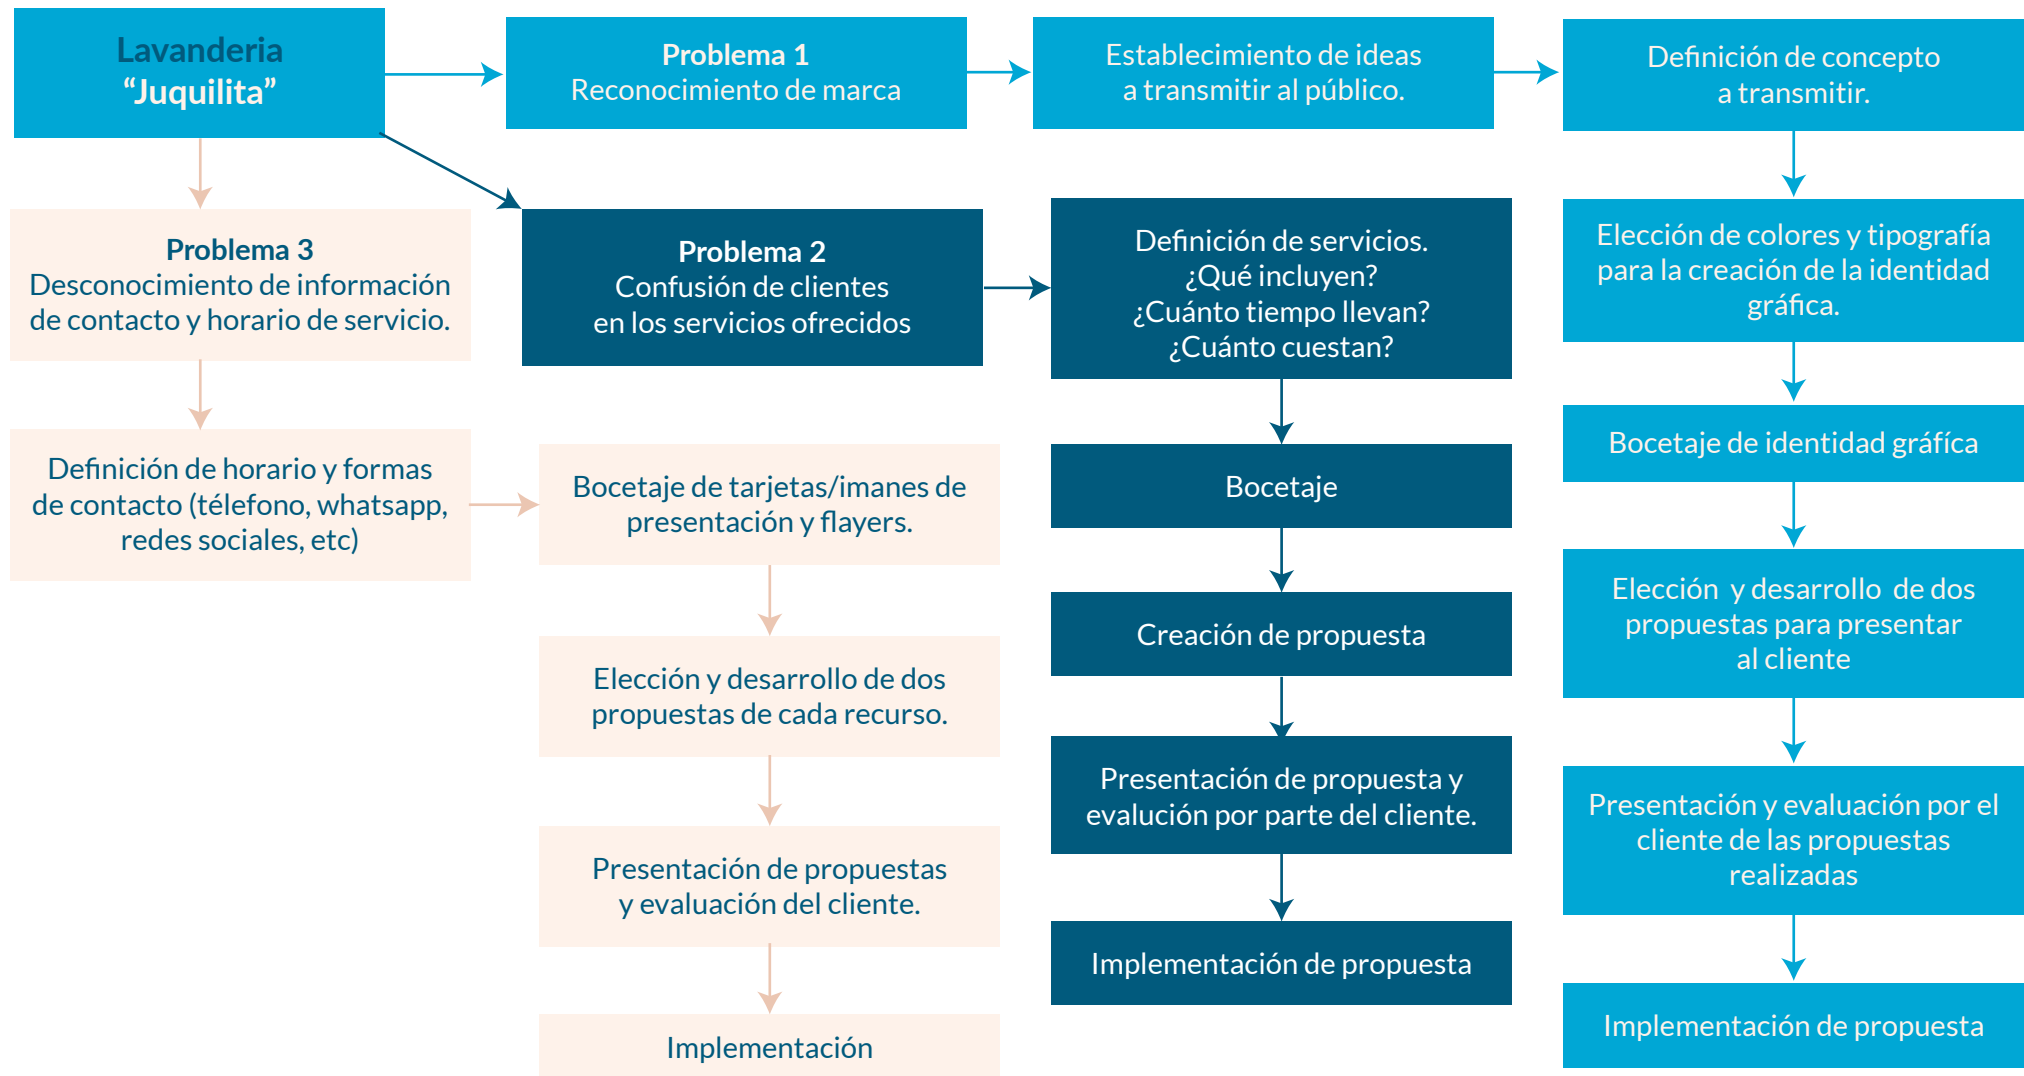 Lavanderia
“Juquilita”
Problema 1
Reconocimiento de marca
Establecimiento de ideas
a transmitir al público.
Definición de concepto
a transmitir.
Elección de colores y tipografía
para la creación de la identidad
gráfica.
Bocetaje de identidad gráfíca
Elección y desarrollo de dos
propuestas para presentar
al cliente
Presentación y evaluación por el
cliente de las propuestas
realizadas
Implementación de propuesta
Problema 2
Confusión de clientes
en los servicios ofrecidos
Definición de servicios.
¿Qué incluyen?
¿Cuánto tiempo llevan?
¿Cuánto cuestan?
Bocetaje
Creación de propuesta
Presentación de propuesta y
evalución por parte del cliente.
Implementación de propuesta
Problema 3
Desconocimiento de información
de contacto y horario de servicio.
Definición de horario y formas
de contacto (télefono, whatsapp,
redes sociales, etc)
Bocetaje de tarjetas/imanes de
presentación y flayers.
Elección y desarrollo de dos
propuestas de cada recurso.
Presentación de propuestas
y evaluación del cliente.
Implementación